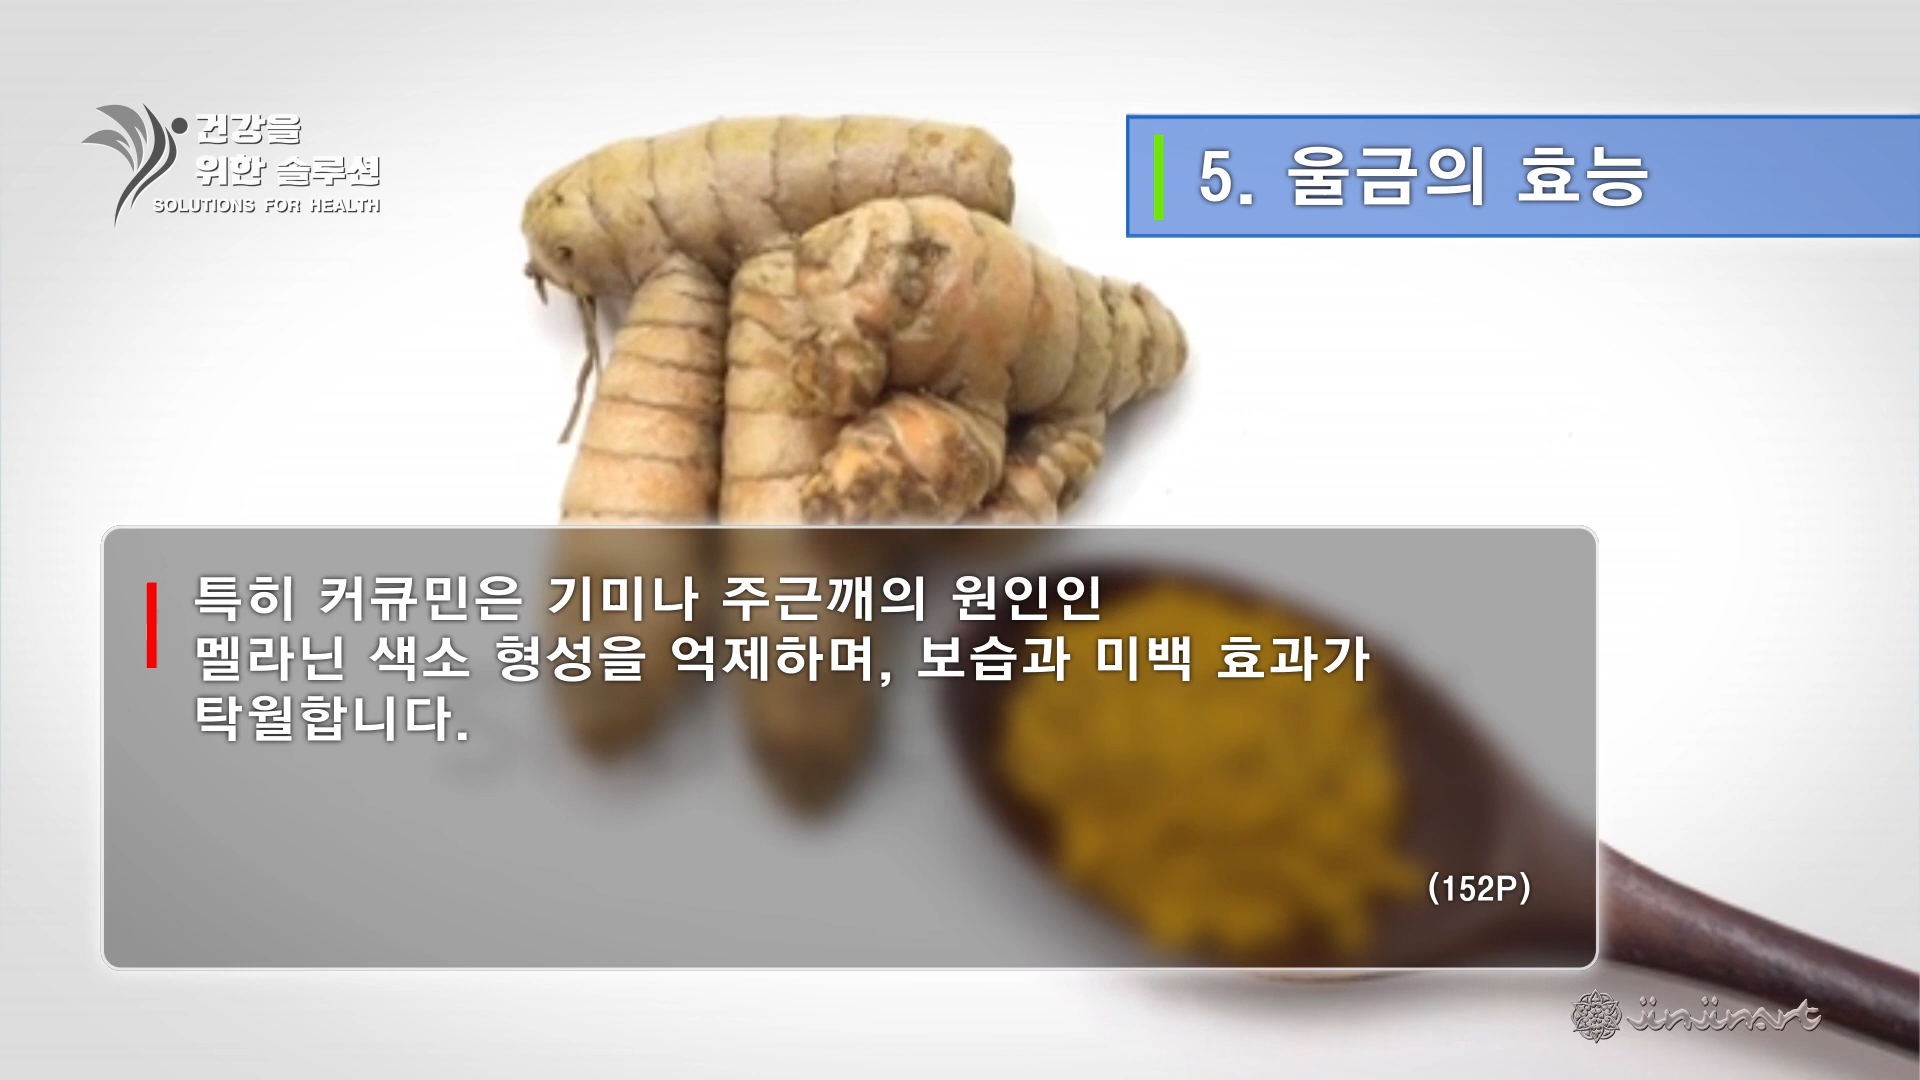 건강을
위한 솔루션
SOLUTIONS FOR HEALTH
5. 울금의 효능
특히 커큐민은 기미나 주근깨의 원인인
멜라닌 색소 형성을 억제하며, 보습과 미백 효과가
탁월합니다.
(152P)
jinjinart